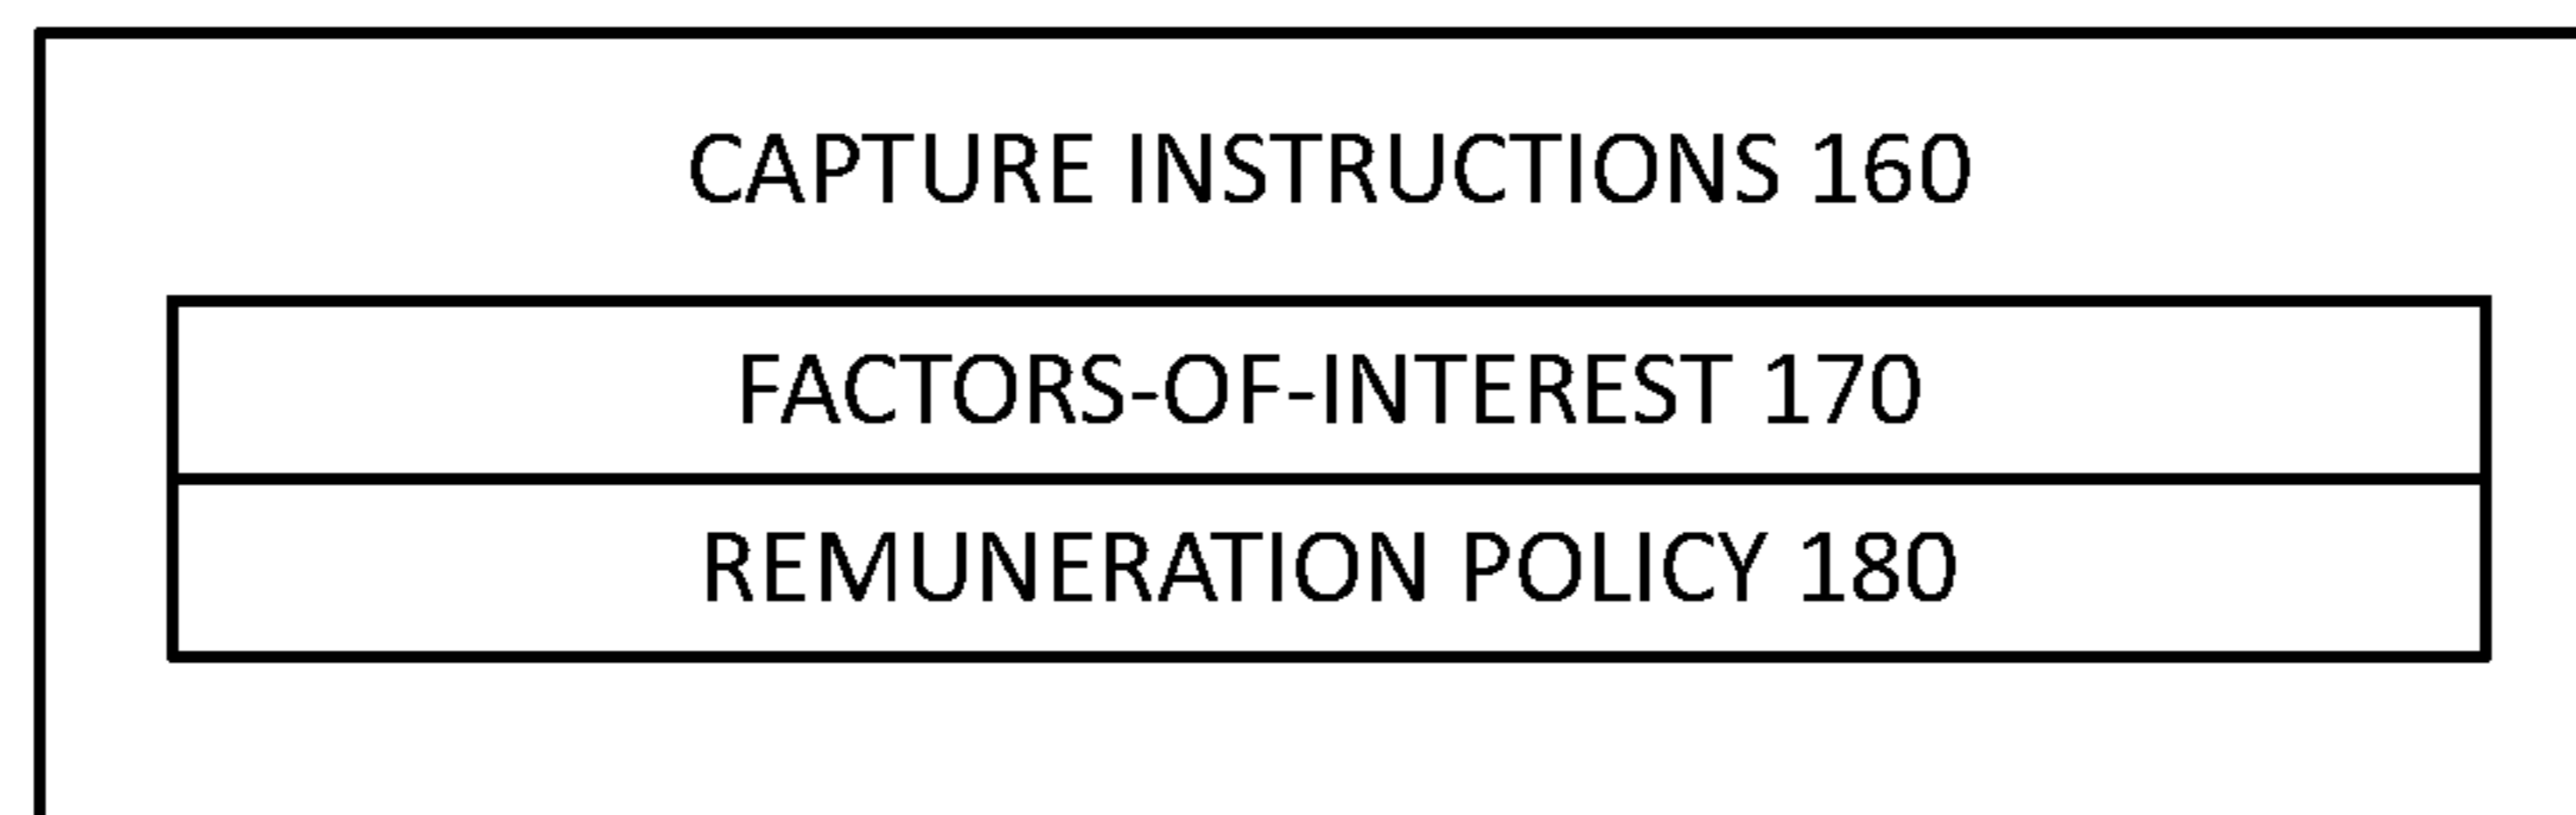 CAPTURE INSTRUCTIONS 160
FACTORS-OF-INTEREST 170
REMUNERATION POLICY 180